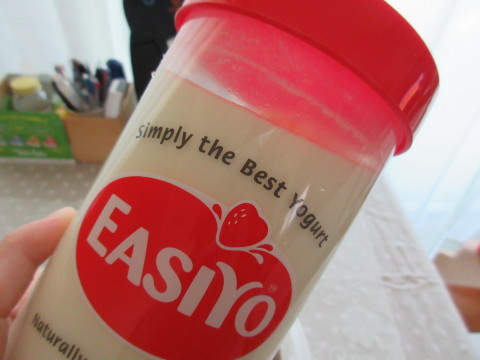 simply the Best Yogurt
EASIYO
Naturally